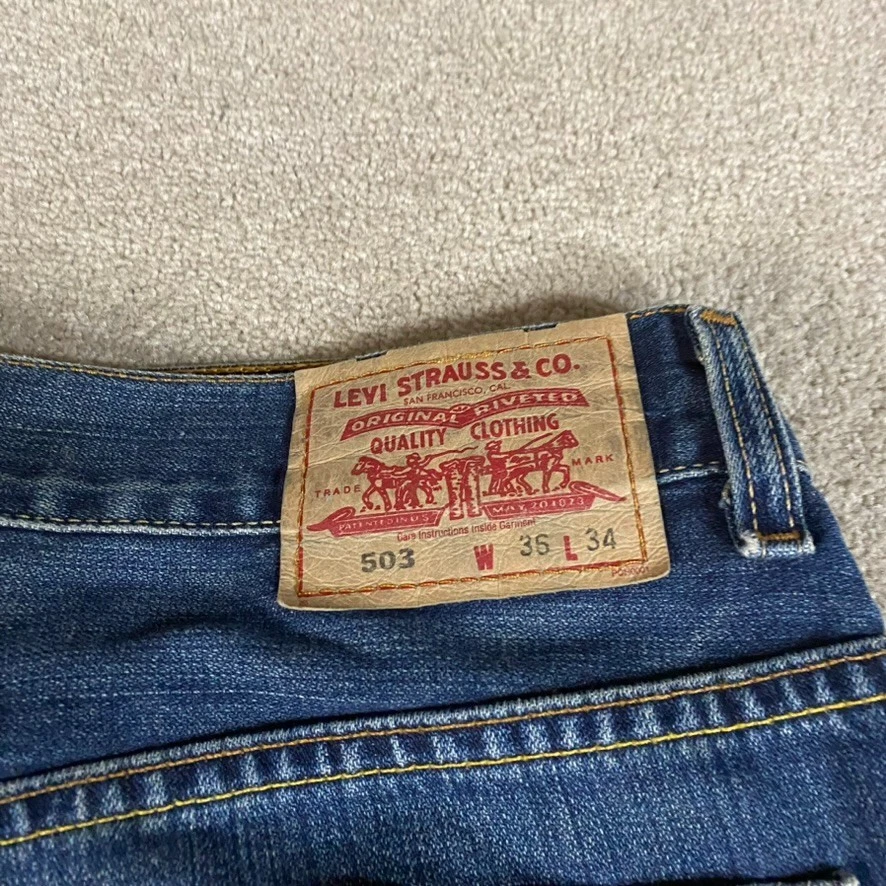 LEVI STRAUSS & CO.
SAN FRANCISCO, CAL.
ORIGINAL RIVETED
QUALITY CLOTHING
TRADE MARK
PATENTED IN U.S. MAY 20 1873
Care Instructions Inside Garment
503 W 36 L 34